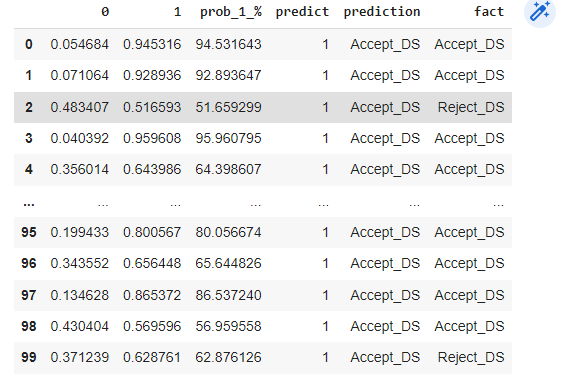 0 1 prob_1_% predict prediction fact
0 0.054684 0.945316 94.531643 1 Accept_DS Accept_DS
1 0.071064 0.928936 92.893647 1 Accept_DS Accept_DS
2 0.483407 0.516593 51.659299 1 Accept_DS Reject_DS
3 0.040392 0.959608 95.960795 1 Accept_DS Accept_DS
4 0.356014 0.643986 64.398607 1 Accept_DS Accept_DS
... ... ... ... ... ... ...
95 0.199433 0.800567 80.056674 1 Accept_DS Accept_DS
96 0.343552 0.656448 65.644826 1 Accept_DS Accept_DS
97 0.134628 0.865372 86.537240 1 Accept_DS Accept_DS
98 0.430404 0.569596 56.959558 1 Accept_DS Accept_DS
99 0.371239 0.628761 62.876126 1 Accept_DS Reject_DS